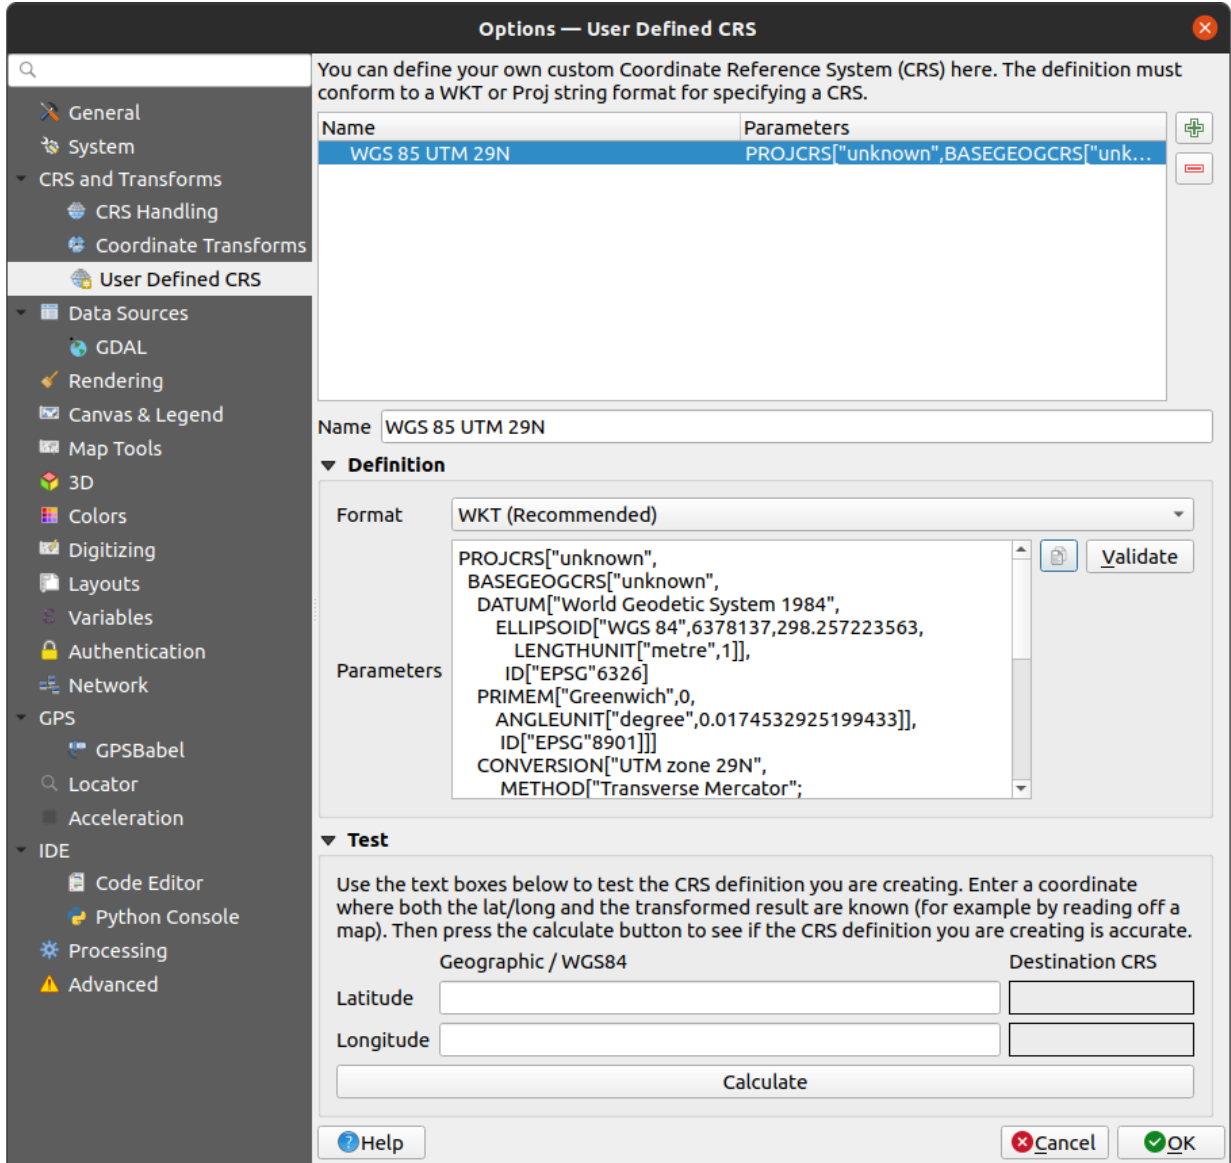 Options — User Defined CRS
General
System
CRS and Transforms
CRS Handling
Coordinate Transforms
User Defined CRS
Data Sources
GDAL
Rendering
Canvas & Legend
Map Tools
3D
Colors
Digitizing
Layouts
Variables
Authentication
Network
GPS
GPSBabel
Locator
Acceleration
IDE
Code Editor
Python Console
Processing
Advanced
You can define your own custom Coordinate Reference System (CRS) here. The definition must
conform to a WKT or Proj string format for specifying a CRS.
Name Parameters
WGS 85 UTM 29N PROJCRS["unknown",BASEGEOGCRS["unk...
Name WGS 85 UTM 29N
Definition
Format WKT (Recommended)
Parameters
PROJCRS["unknown",
BASEGEOGCRS["unknown",
DATUM["World Geodetic System 1984",
ELLIPSOID["WGS 84",6378137,298.257223563,
LENGTHUNIT["metre",1]],
ID["EPSG"6326]
PRIMEM["Greenwich",0,
ANGLEUNIT["degree",0.0174532925199433]],
ID["EPSG"8901]]]
CONVERSION["UTM zone 29N",
METHOD["Transverse Mercator";
Validate
Test
Use the text boxes below to test the CRS definition you are creating. Enter a coordinate
where both the lat/long and the transformed result are known (for example by reading off a
map). Then press the calculate button to see if the CRS definition you are creating is accurate.
Geographic / WGS84 Destination CRS
Latitude
Longitude
Calculate
Help Cancel OK